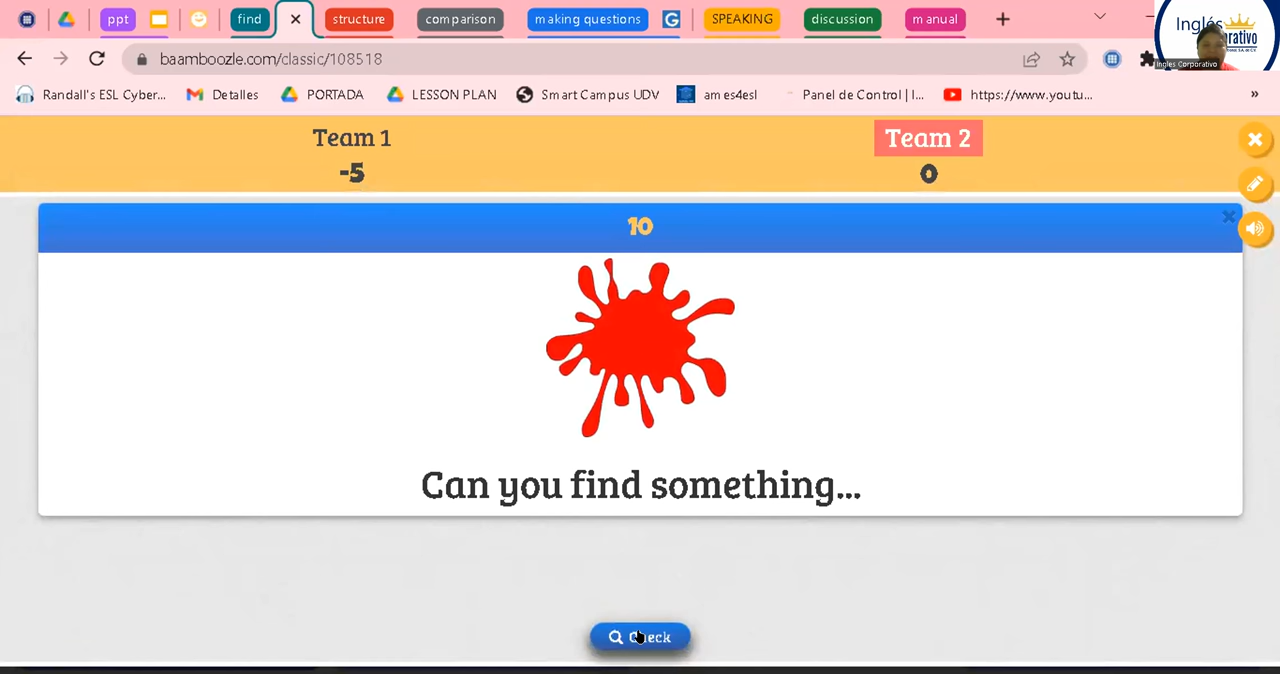 ppt find structure comparison making questions SPEAKING discussion manual
baamboozle.com/classic/108518
Randall's ESL Cyber... Detalles PORTADA LESSON PLAN Smart Campus UDV ames4esl Panel de Control | I... https://www.youtu... »
Inglés
Inglés Corporativo
Team 1 Team 2
-5 0
10
Can you find something...
Check